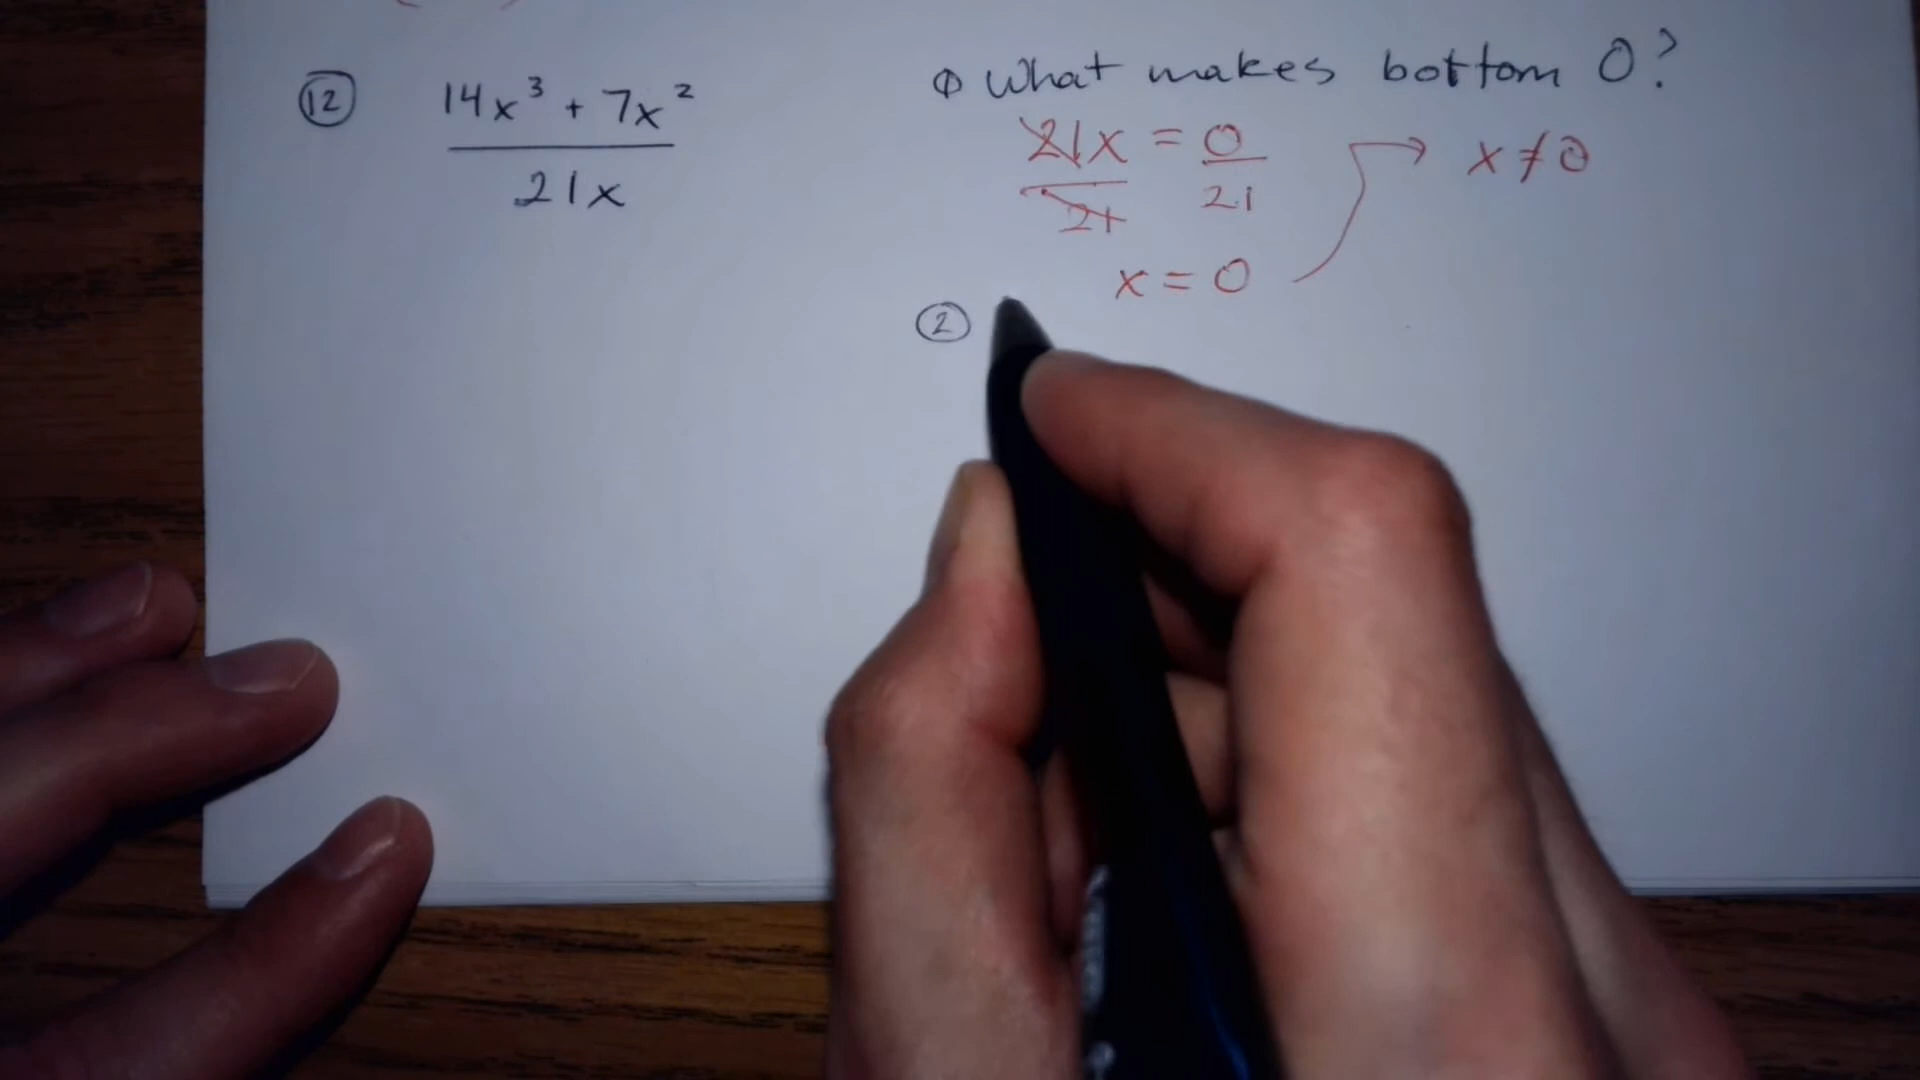 ⑫ 14x³ + 7x²
21x
① What makes bottom 0?
21x = 0
21 21
x = 0 → x ≠ 0
②